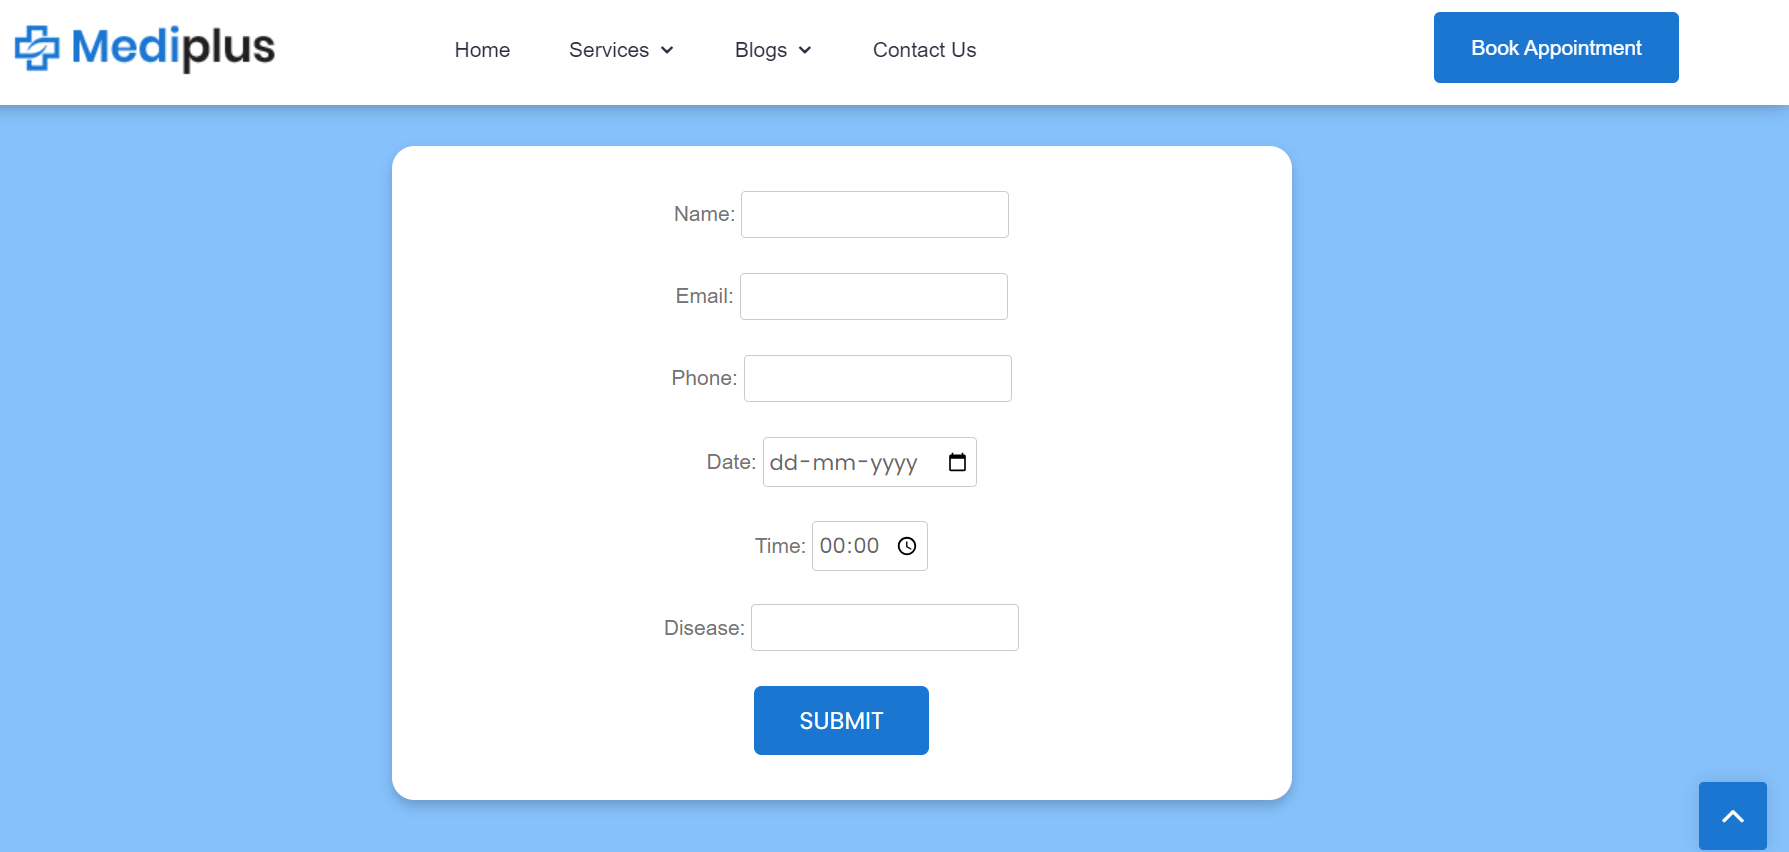 Mediplus
Home Services Blogs Contact Us
Book Appointment
Name:
Email:
Phone:
Date: dd-mm-yyyy
Time: 00:00
Disease:
SUBMIT